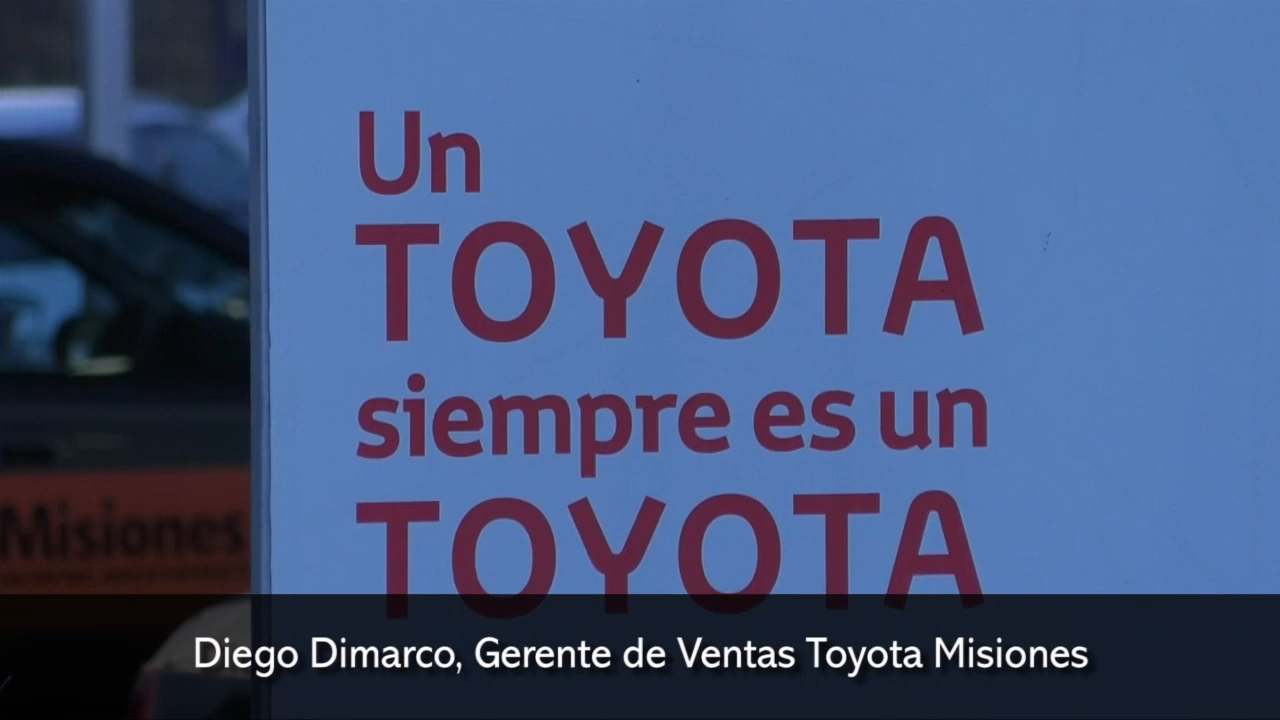 Un
TOYOTA
siempre es un
TOYOTA
Misiones
Diego Dimarco, Gerente de Ventas Toyota Misiones